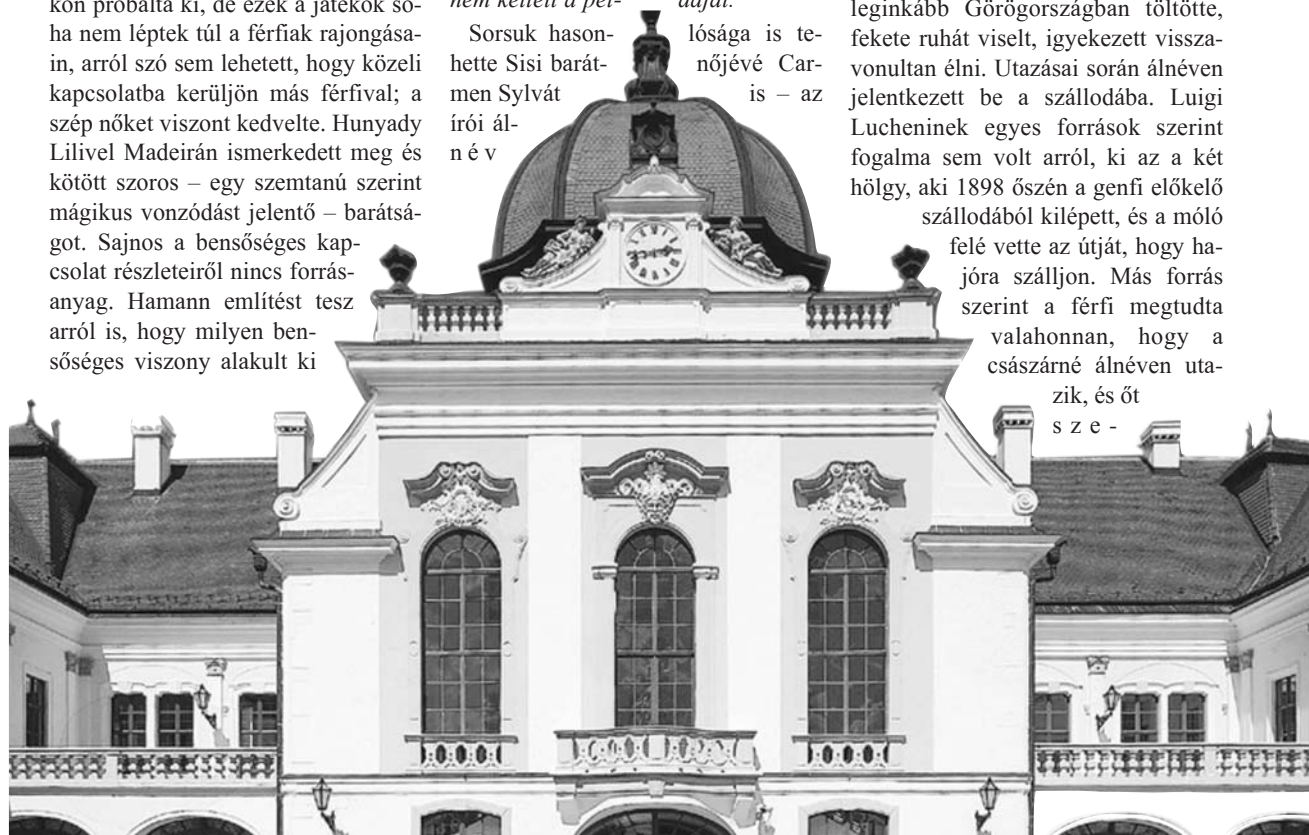 kon próbálta ki, de ezek a játékok so-
ha nem léptek túl a férfiak rajongása-
in, arról szó sem lehetett, hogy közeli
kapcsolatba kerüljön más férfival; a
szép nőket viszont kedvelte. Hunyady
Lilivel Madeirán ismerkedett meg és
kötött szoros – egy szemtanú szerint
mágikus vonzódást jelentő – barátsá-
got. Sajnos a bensőséges kap-
csolat részleteiről nincs forrás-
anyag. Hamann említést tesz
arról is, hogy milyen ben-
sőséges viszony alakult ki
nem kellett a pél- dáját.
Sorsuk hason- lósága is te-
hette Sisi barát- nőjévé Car-
men Sylvát is – az
írói ál-
név
leginkább Görögországban töltötte,
fekete ruhát viselt, igyekezett vissza-
vonultan élni. Utazásai során álnéven
jelentkezett be a szállodába. Luigi
Lucheninek egyes források szerint
fogalma sem volt arról, ki az a két
hölgy, aki 1898 őszén a genfi előkelő
szállodából kilépett, és a móló
felé vette az útját, hogy ha-
jóra szálljon. Más forrás
szerint a férfi megtudta
valahonnan, hogy a
császárné álnéven uta-
zik, és őt
sze-